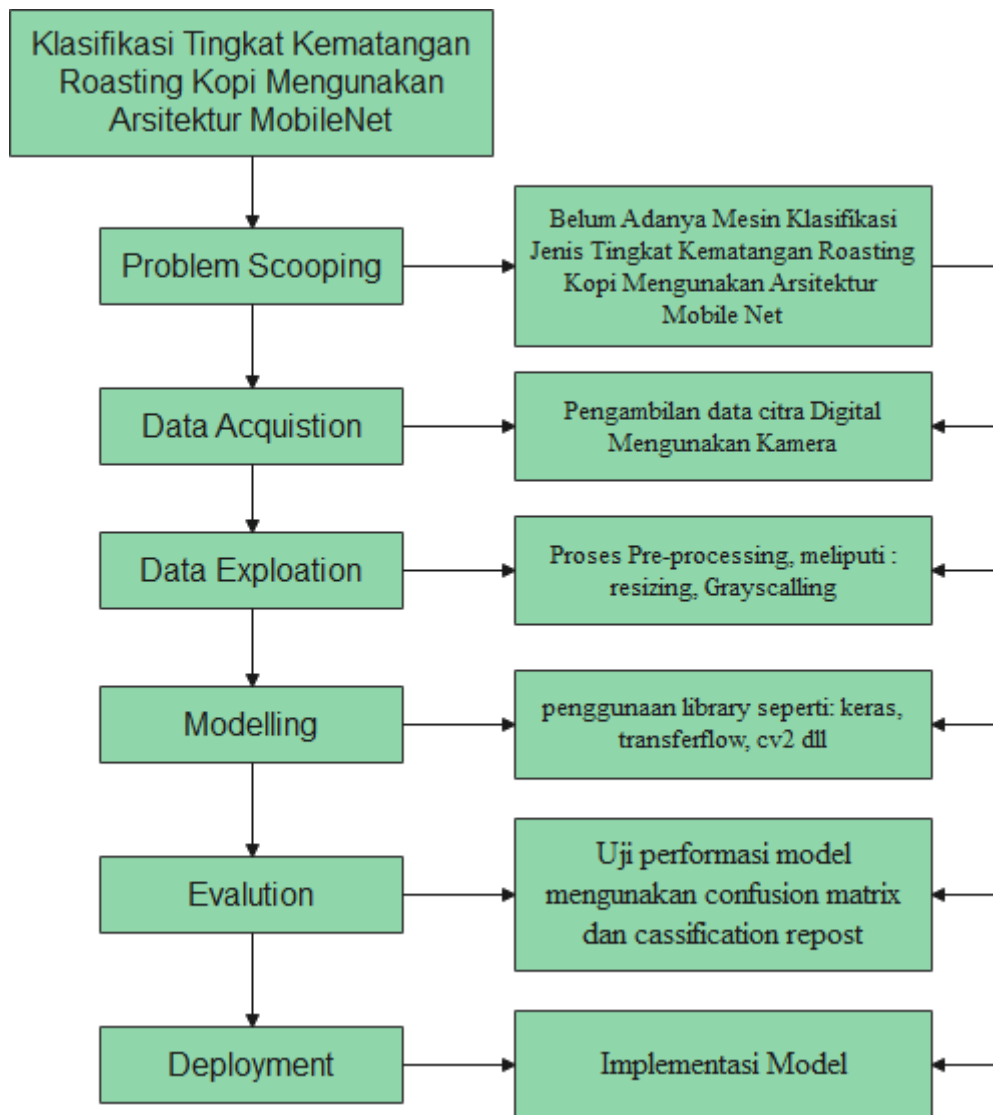 Klasifikasi Tingkat Kematangan
Roasting Kopi Mengunakan
Arsitektur MobileNet
Problem Scooping
Belum Adanya Mesin Klasifikasi
Jenis Tingkat Kematangan Roasting
Kopi Mengunakan Arsitektur
Mobile Net
Data Acquistion
Pengambilan data citra Digital
Mengunakan Kamera
Data Exploation
Proses Pre-processing, meliputi :
resizing, Grayscalling
Modelling
penggunaan library seperti: keras,
transferflow, cv2 dll
Evalution
Uji performasi model
mengunakan confusion matrix
dan cassification repost
Deployment
Implementasi Model